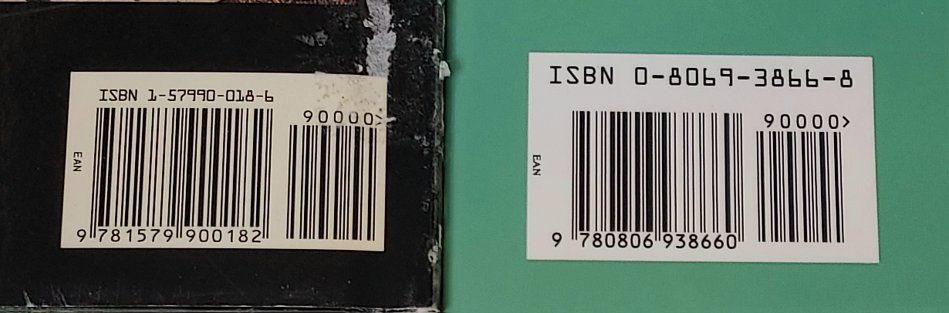 ISBN 1-57990-018-6
90000>
EAN
9 781579 900182
ISBN 0-8069-3866-8
90000>
EAN
9 780806 938660